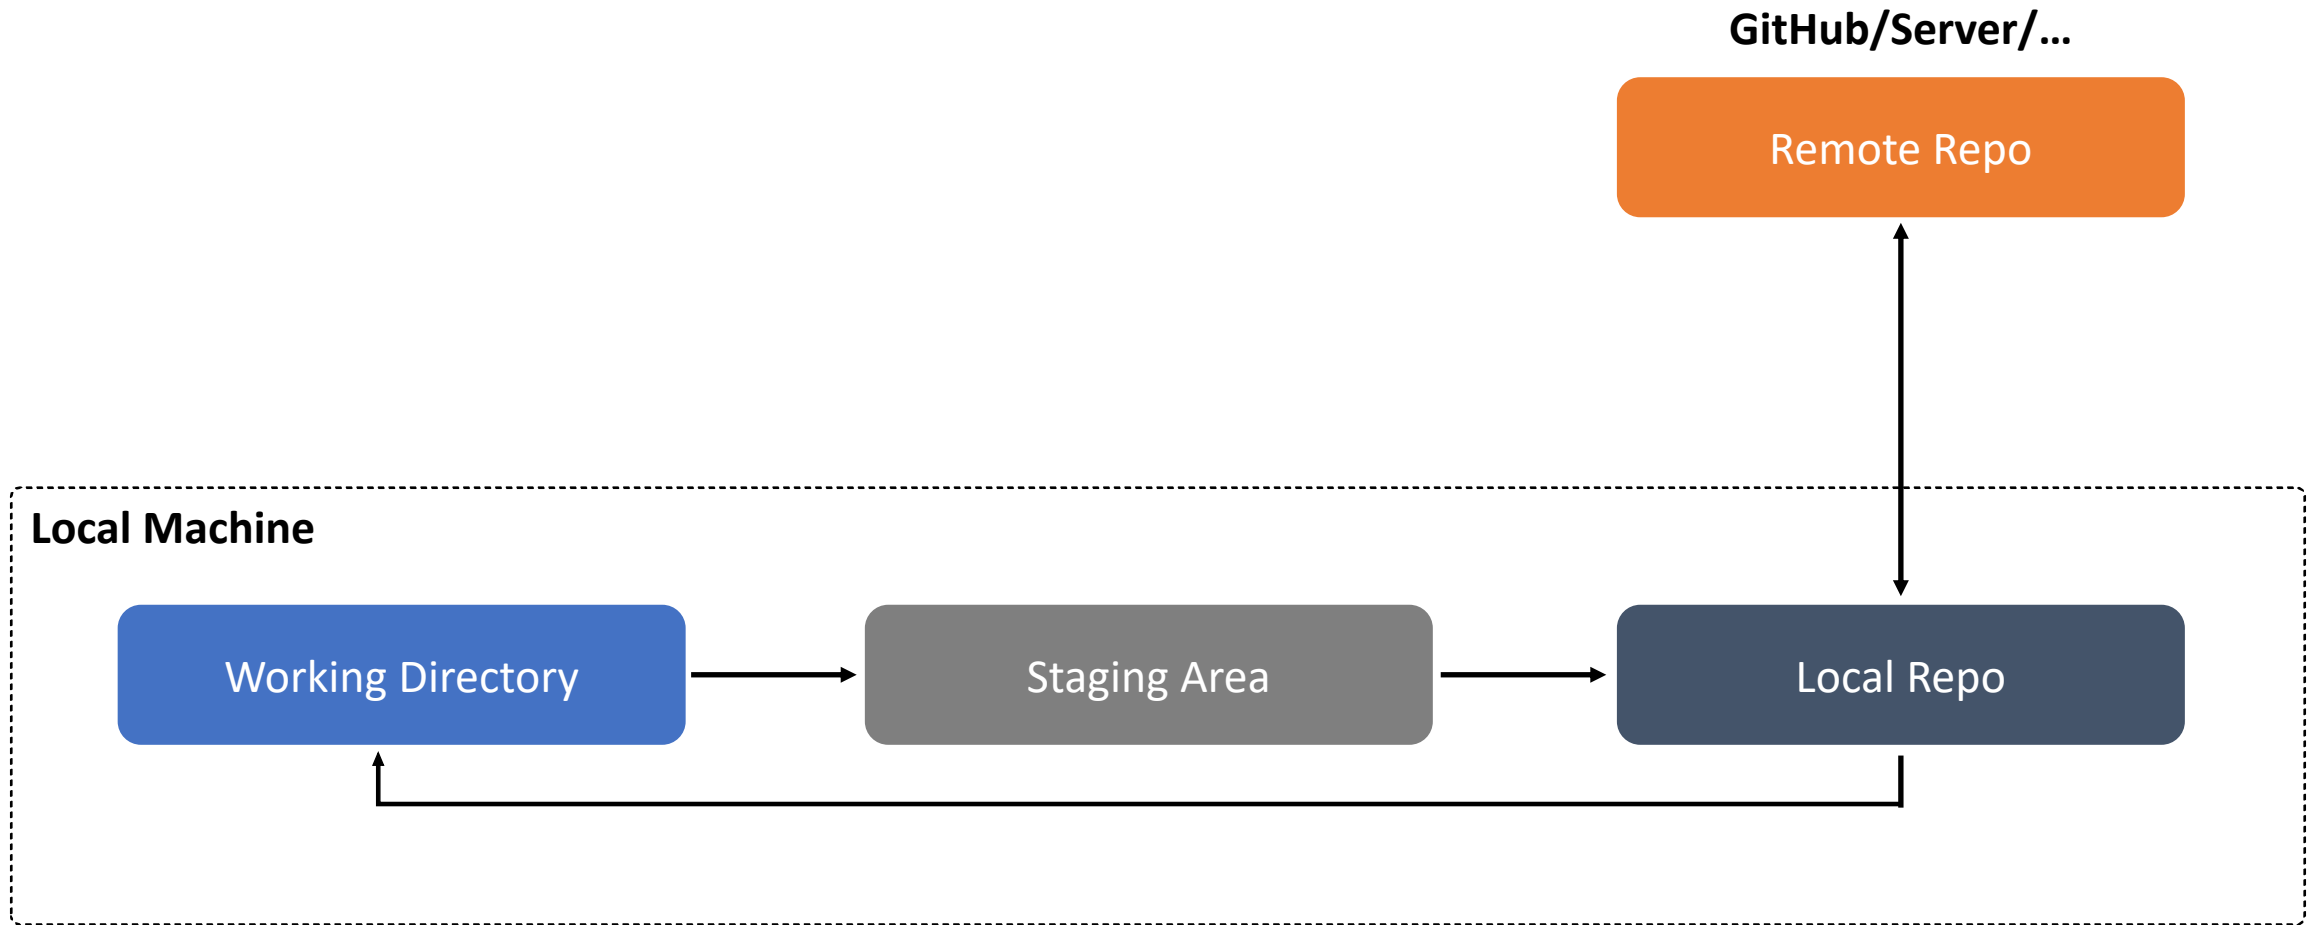 GitHub/Server/...
Remote Repo
Local Machine
Working Directory
Staging Area
Local Repo